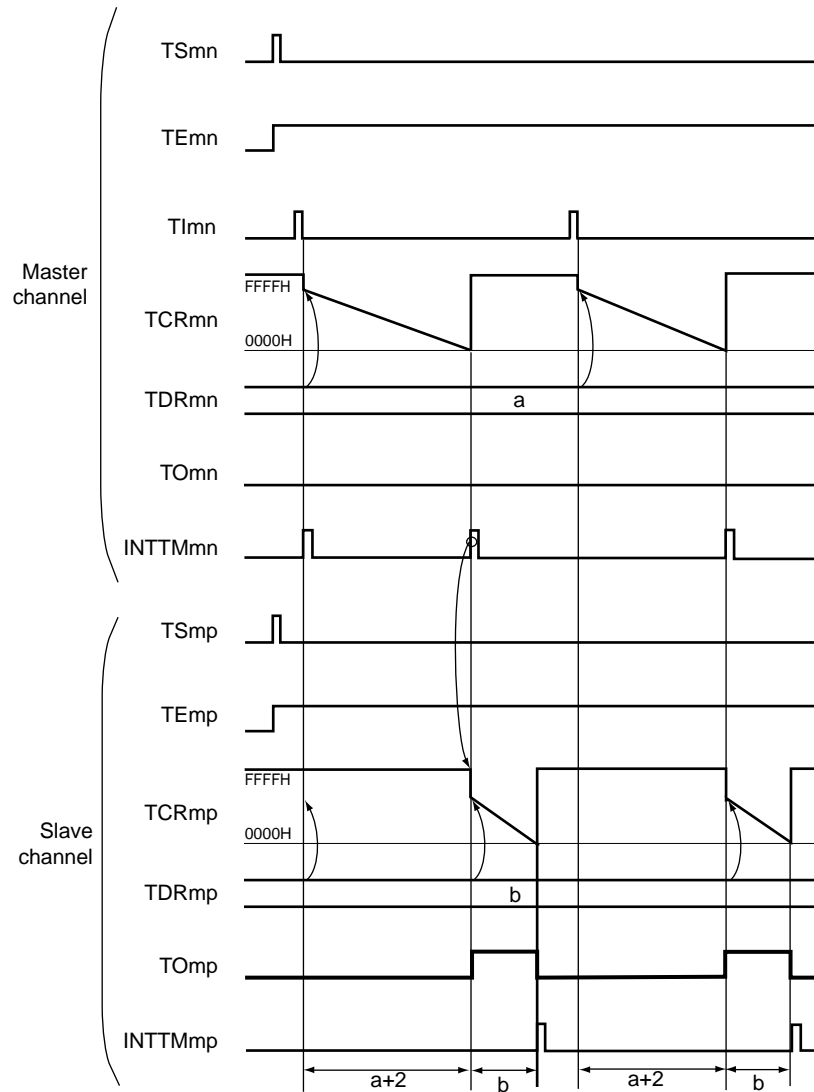 TSmn
TEmn
TImn
Master
channel
FFFFH
TCRmn
0000H
TDRmn
a
TOmn
INTTMmn
TSmp
TEmp
FFFFH
TCRmp
Slave
channel
0000H
TDRmp
b
TOmp
INTTMmp
a+2 b a+2 b